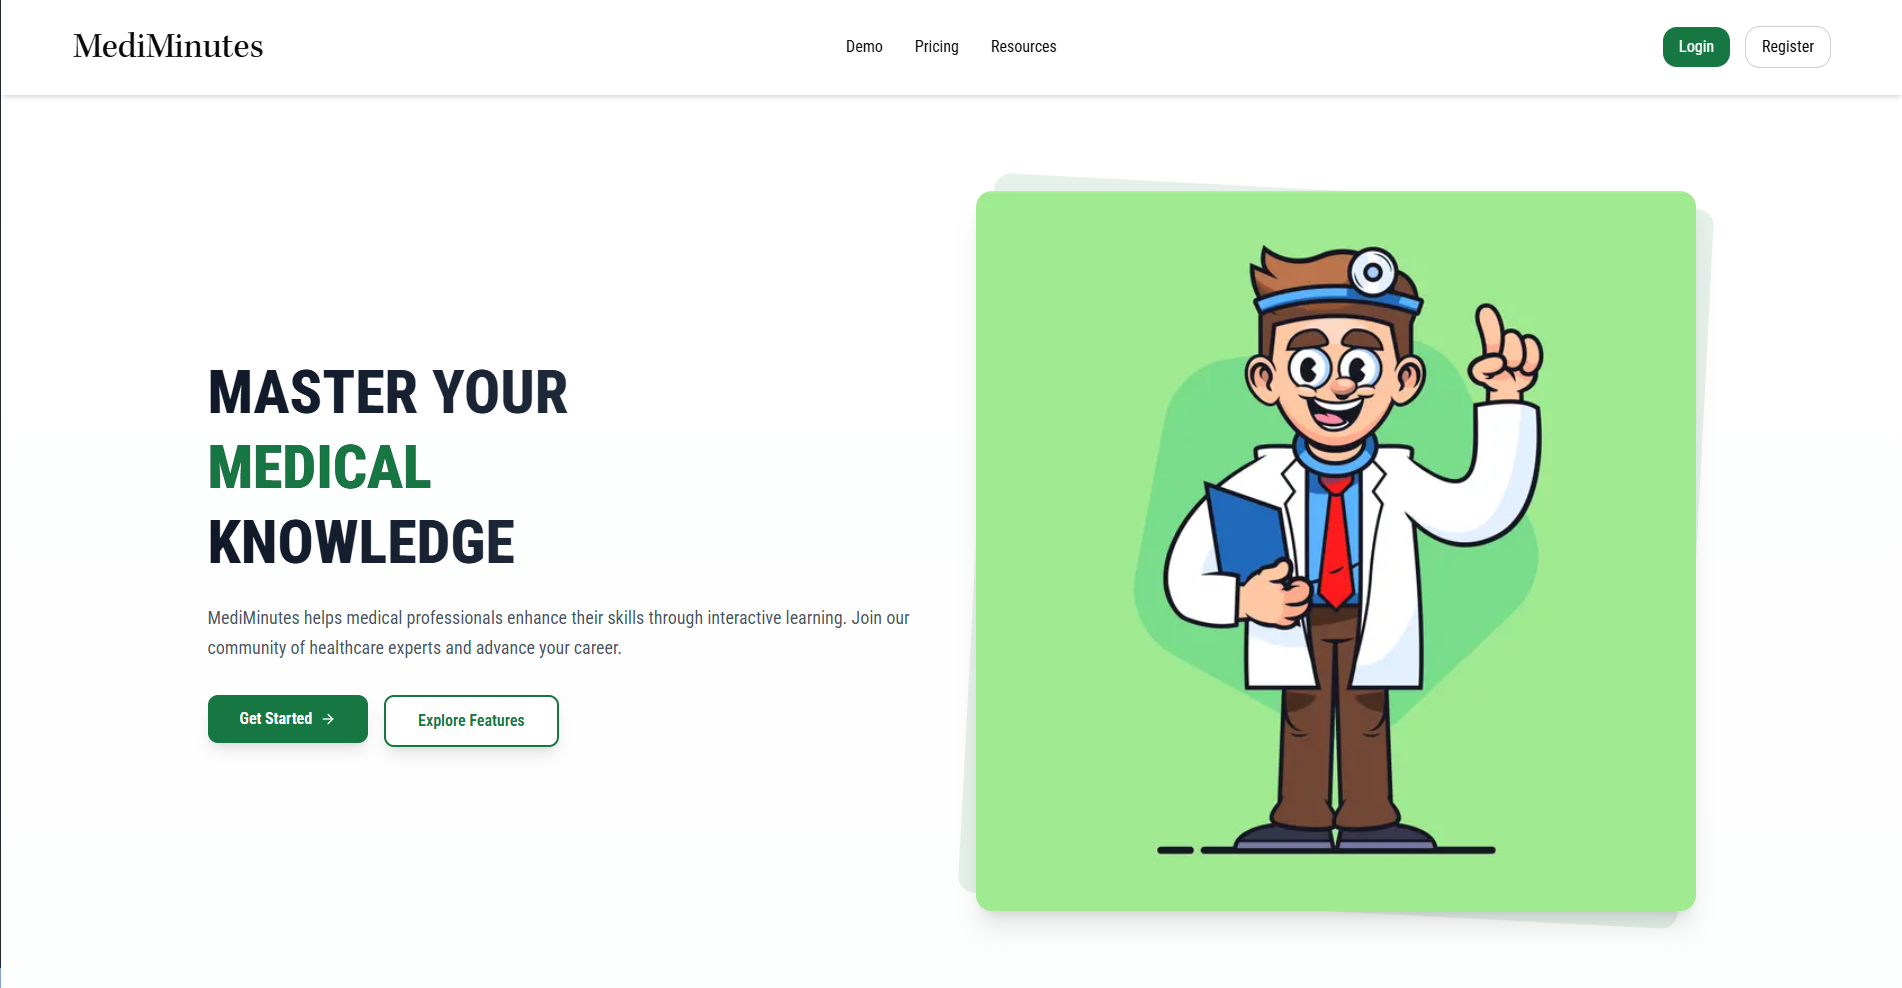 MediMinutes
Demo
Pricing
Resources
Login
Register
MASTER YOUR
MEDICAL
KNOWLEDGE
MediMinutes helps medical professionals enhance their skills through interactive learning. Join our
community of healthcare experts and advance your career.
Get Started →
Explore Features